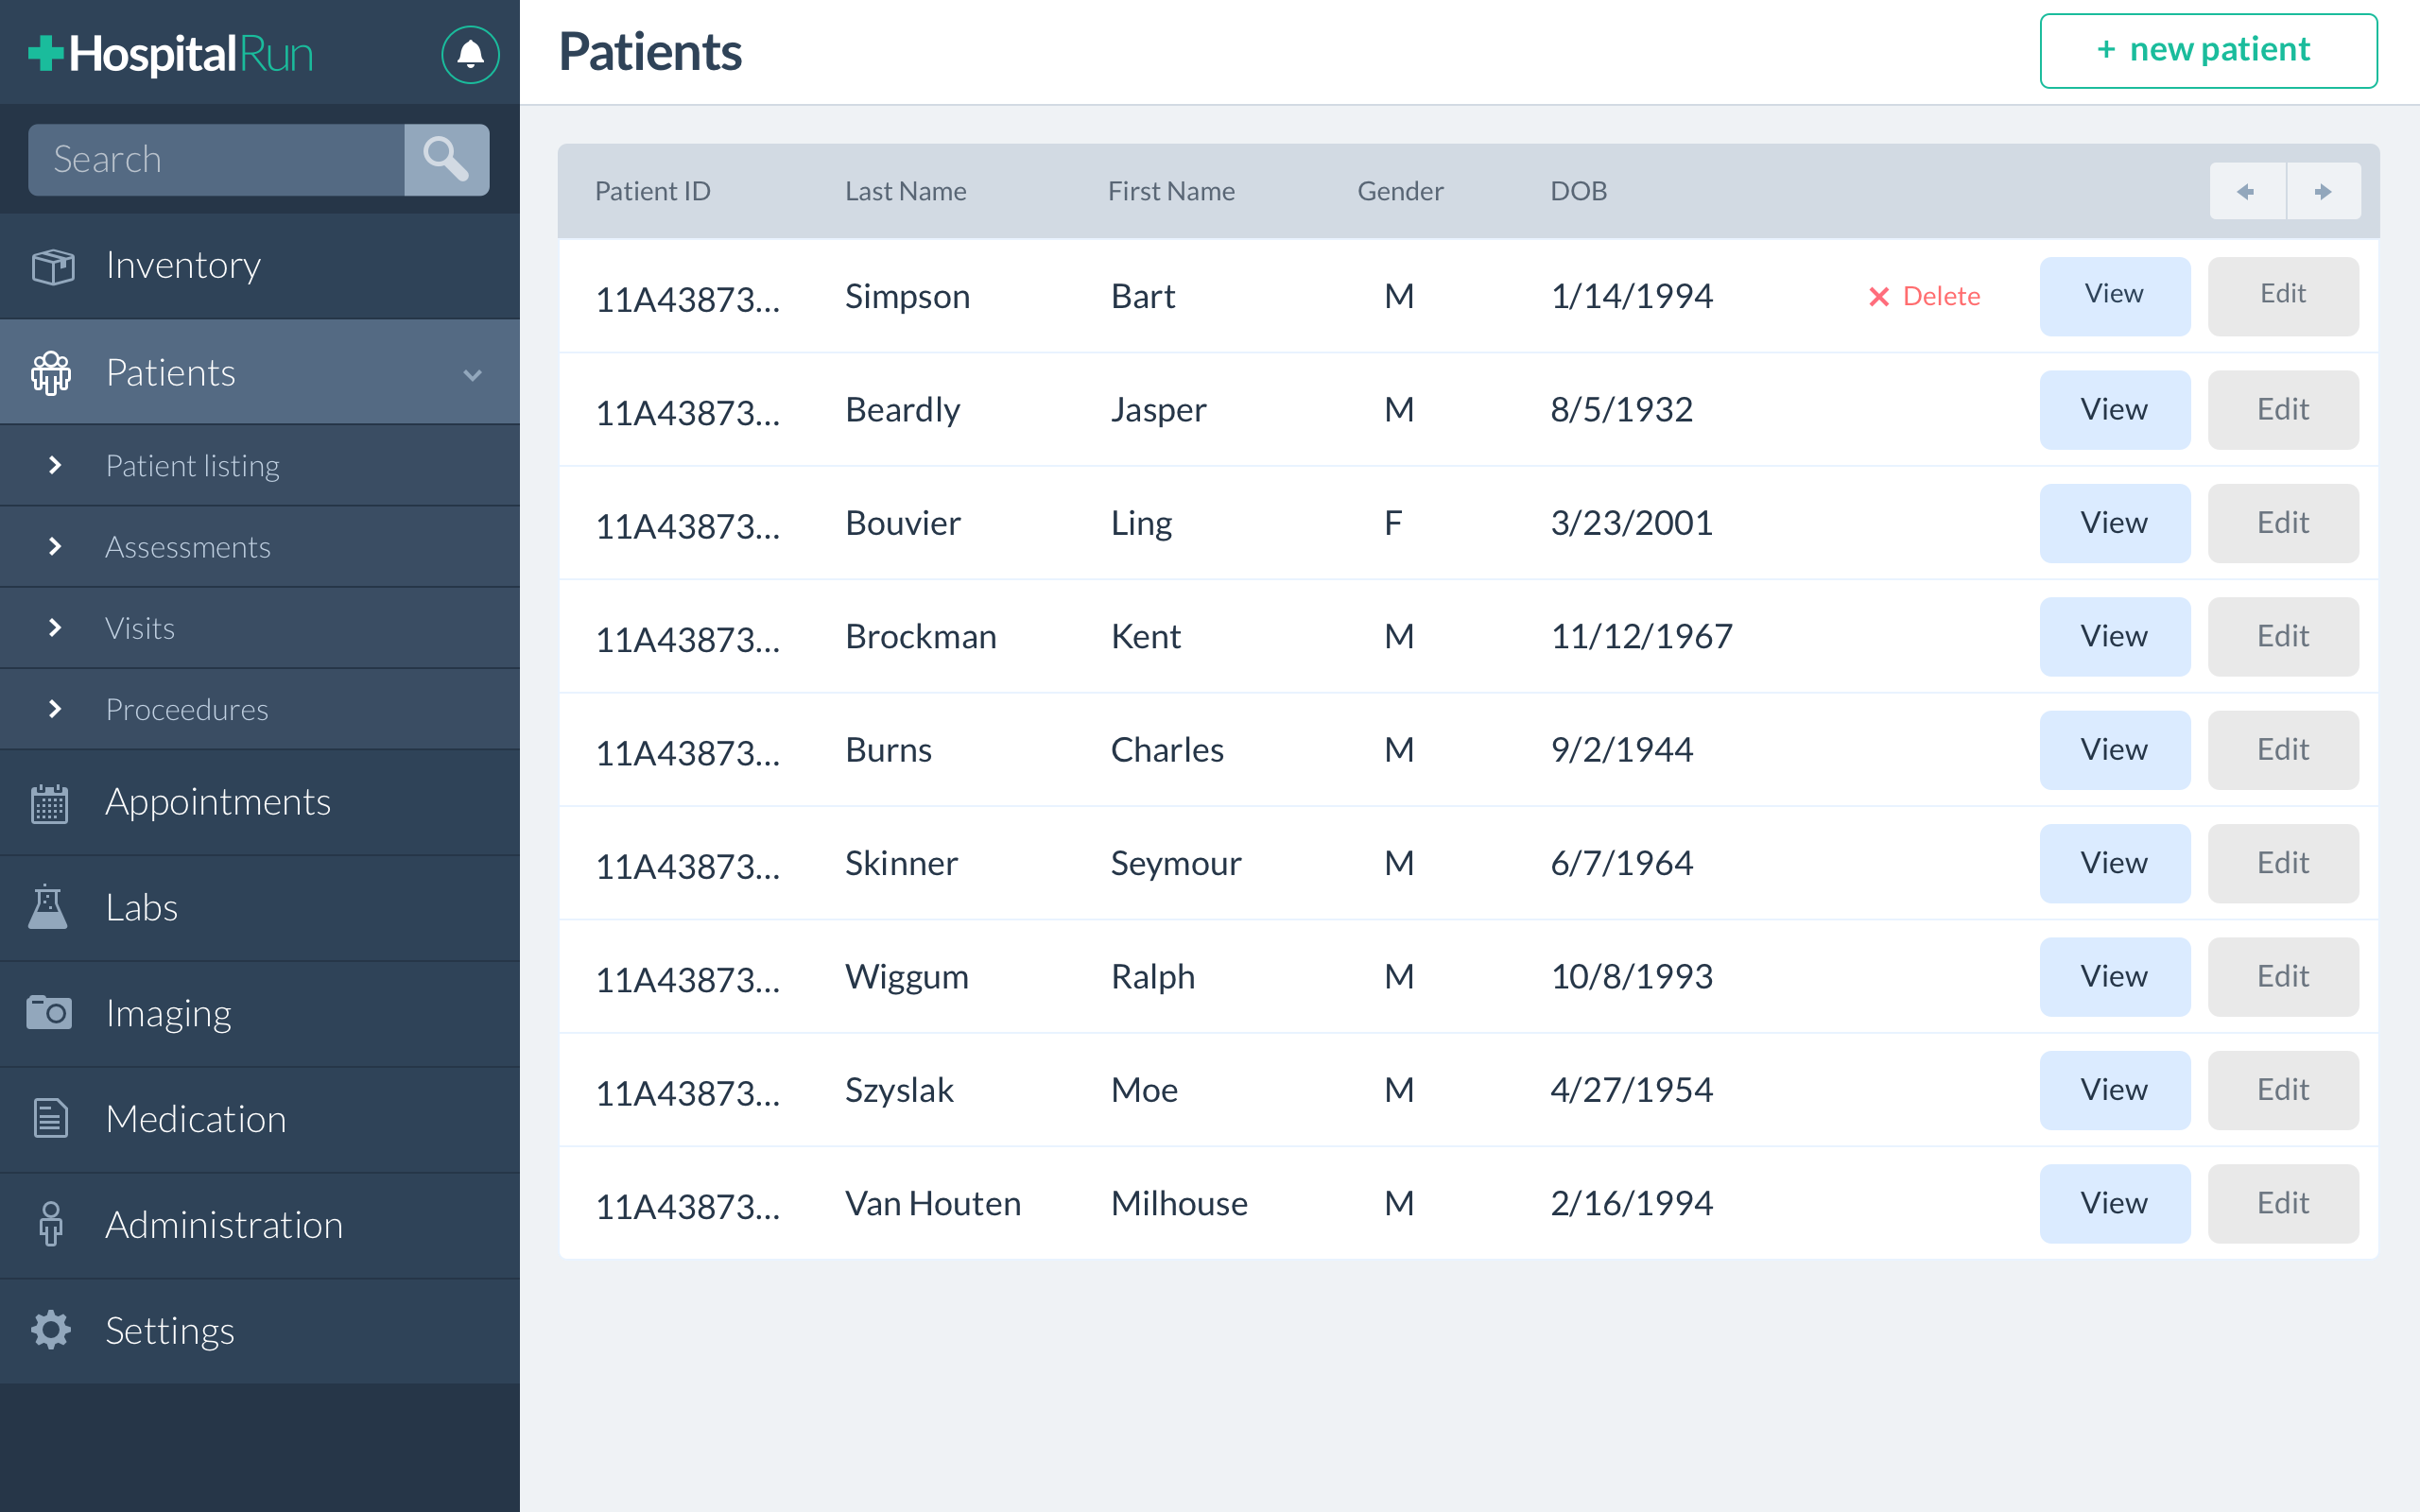 HospitalRun
Search
Inventory
Patients
Patient listing
Assessments
Visits
Proceedures
Appointments
Labs
Imaging
Medication
Administration
Settings
Patients
+ new patient
Patient ID Last Name First Name Gender DOB
11A43873... Simpson Bart M 1/14/1994 Delete View Edit
11A43873... Beardly Jasper M 8/5/1932 View Edit
11A43873... Bouvier Ling F 3/23/2001 View Edit
11A43873... Brockman Kent M 11/12/1967 View Edit
11A43873... Burns Charles M 9/2/1944 View Edit
11A43873... Skinner Seymour M 6/7/1964 View Edit
11A43873... Wiggum Ralph M 10/8/1993 View Edit
11A43873... Szyslak Moe M 4/27/1954 View Edit
11A43873... Van Houten Milhouse M 2/16/1994 View Edit